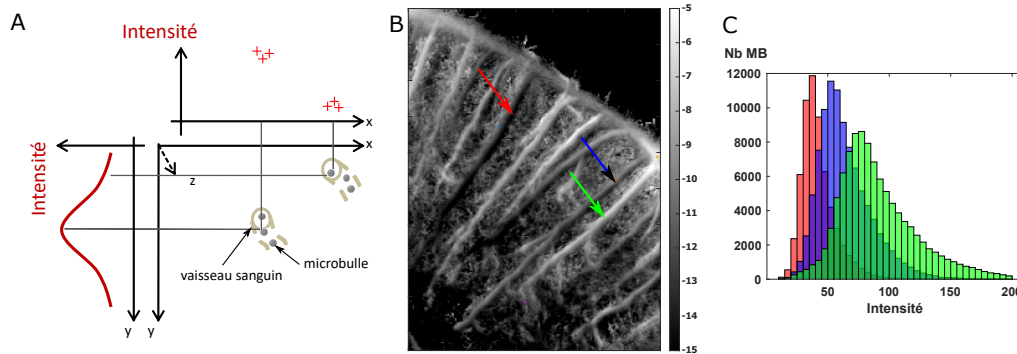 A
Intensité
x
x
Intensité
z
vaisseau sanguin
microbulle
y
y
B
-5
-6
-7
-8
-9
-10
-11
-12
-13
-14
-15
C
Nb MB
12000
10000
8000
6000
4000
2000
0
50
100
150
200
Intensité